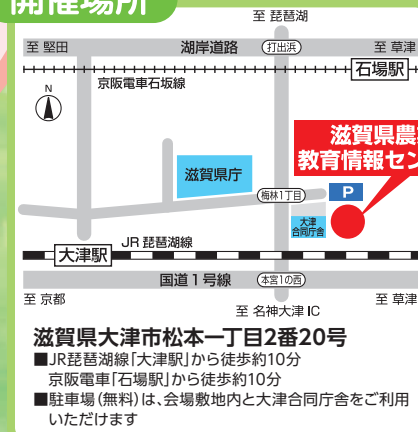 開催場所
至 琵琶湖
至 堅田
湖岸道路
打出浜
至 草津
石場駅
京阪電車石坂線
N
滋賀県農
教育情報セン
滋賀県庁
梅林1丁目
P
大津
合同庁舎
JR 琵琶湖線
大津駅
国道1号線
本宮1の西
至 京都
至 名神大津 IC
至 草津
滋賀県大津市松本一丁目2番20号
■JR琵琶湖線「大津駅」から徒歩約10分
京阪電車「石場駅」から徒歩約10分
■駐車場(無料)は、会場敷地内と大津合同庁舎をご利用
いただけます